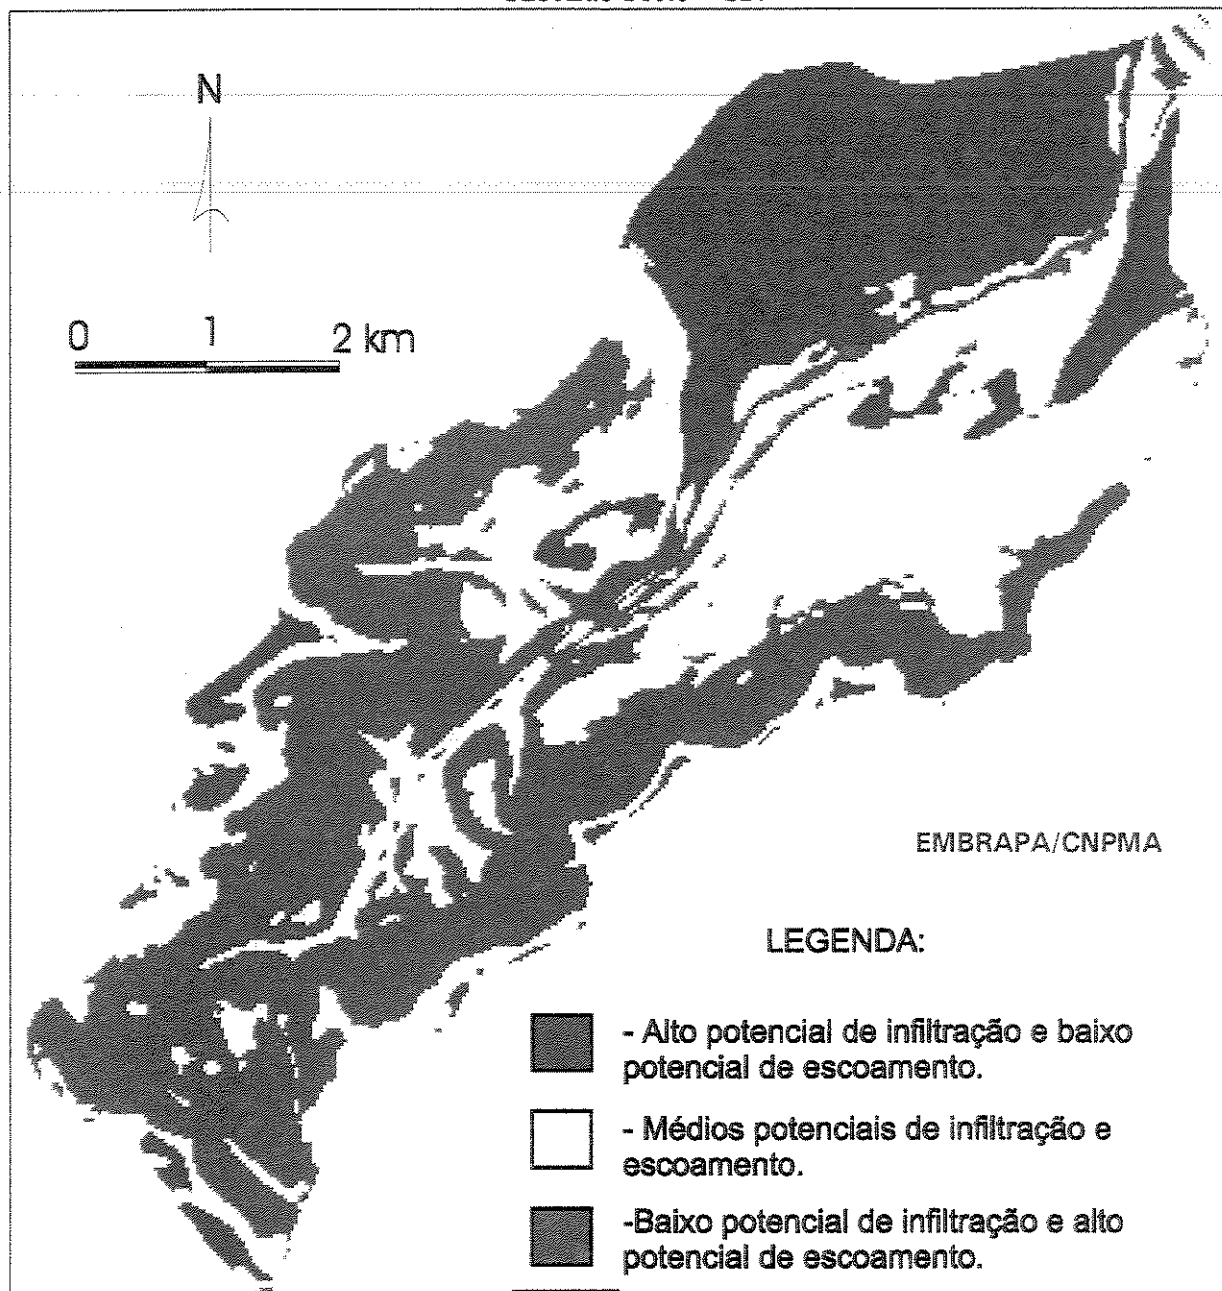 N
0 1 2 km
EMBRAPA/CNPMA
LEGENDA:
- Alto potencial de infiltração e baixo
potencial de escoamento.
- Médios potenciais de infiltração e
escoamento.
-Baixo potencial de infiltração e alto
potencial de escoamento.